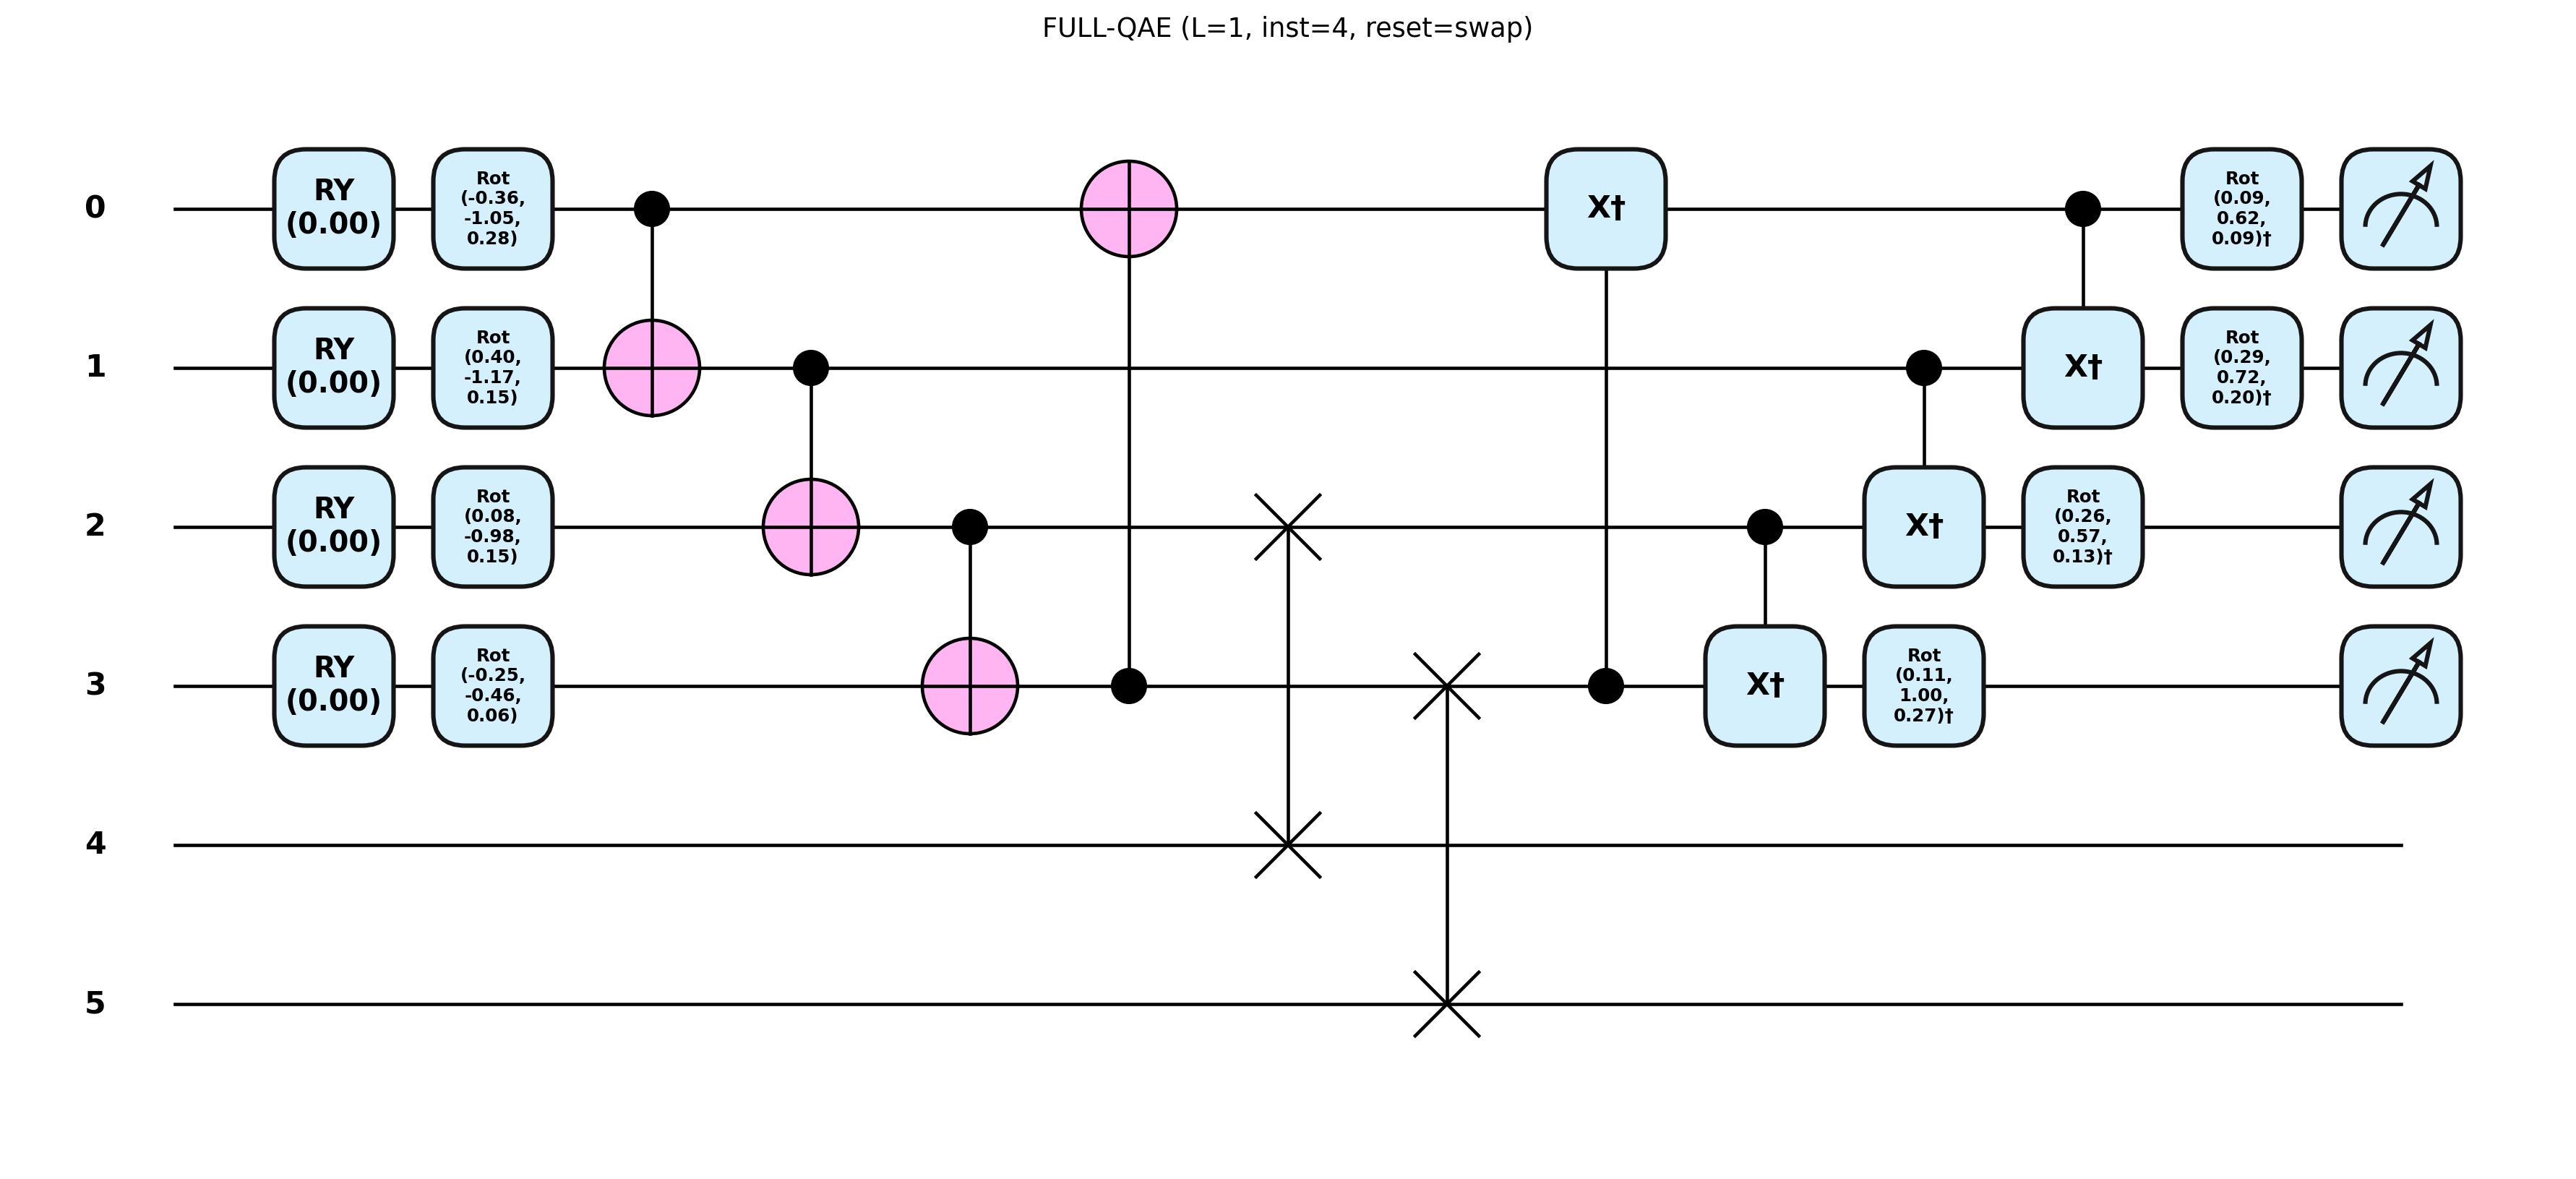 FULL-QAE (L=1, inst=4, reset=swap)
0
RY
(0.00)
Rot
(-0.36,
-1.05,
0.28)
X†
Rot
(0.09,
0.62,
0.09)†
1
RY
(0.00)
Rot
(0.40,
-1.17,
0.15)
X†
Rot
(0.29,
0.72,
0.20)†
2
RY
(0.00)
Rot
(0.08,
-0.98,
0.15)
X†
Rot
(0.26,
0.57,
0.13)†
3
RY
(0.00)
Rot
(-0.25,
-0.46,
0.06)
X†
Rot
(0.11,
1.00,
0.27)†
4
5